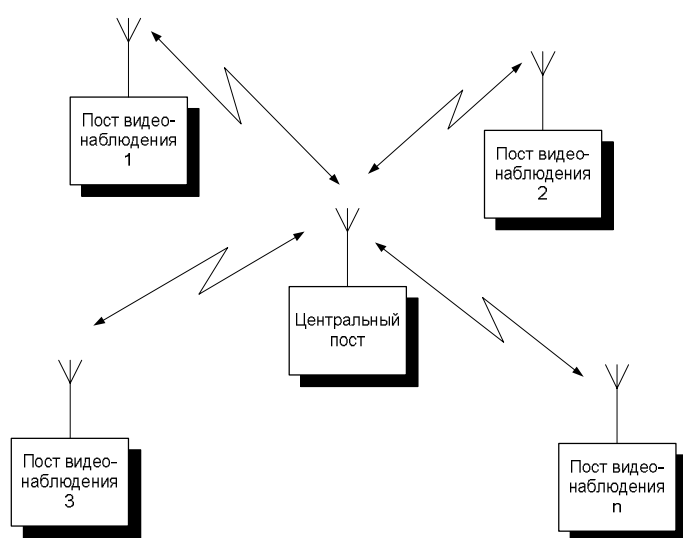 Пост видео-
наблюдения
1
Пост видео-
наблюдения
2
Центральный
пост
Пост видео-
наблюдения
3
Пост видео-
наблюдения
n